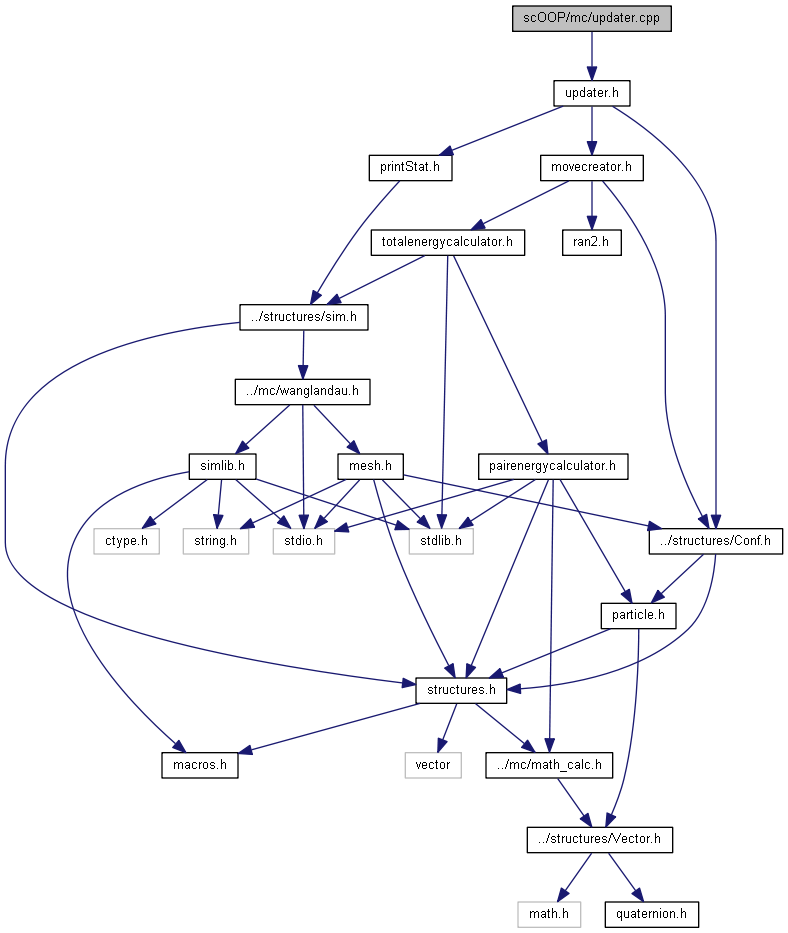 scOOP/mc/updater.cpp
updater.h
printStat.h
movecreator.h
totalenergycalculator.h
ran2.h
../structures/sim.h
../mc/wanglandau.h
simlib.h
mesh.h
pairenergycalculator.h
ctype.h
string.h
stdio.h
stdlib.h
../structures/Conf.h
particle.h
structures.h
macros.h
vector
../mc/math_calc.h
../structures/Vector.h
math.h
quaternion.h